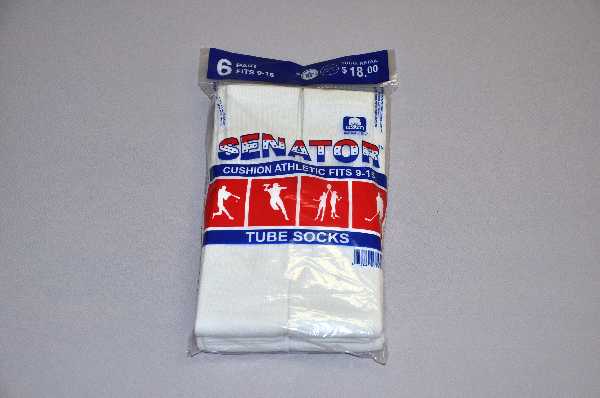 6 PAIR
FITS 9-15
$18.00
SENATOR
CUSHION ATHLETIC FITS 9-15
TUBE SOCKS